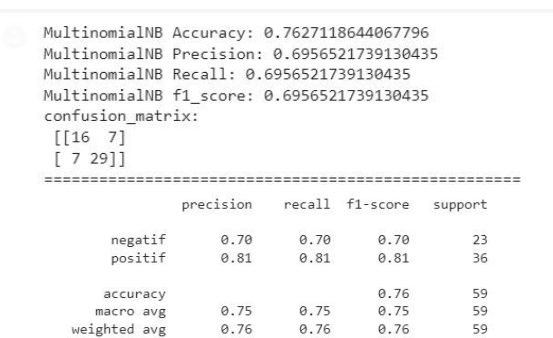 MultinomialNB Accuracy: 0.7627118644067796
MultinomialNB Precision: 0.6956521739130435
MultinomialNB Recall: 0.6956521739130435
MultinomialNB f1_score: 0.6956521739130435
confusion_matrix:
[[16 7]
[ 7 29]]
====================================================
precision recall f1-score support
negatif 0.70 0.70 0.70 23
positif 0.81 0.81 0.81 36
accuracy 0.76 59
macro avg 0.75 0.75 0.75 59
weighted avg 0.76 0.76 0.76 59